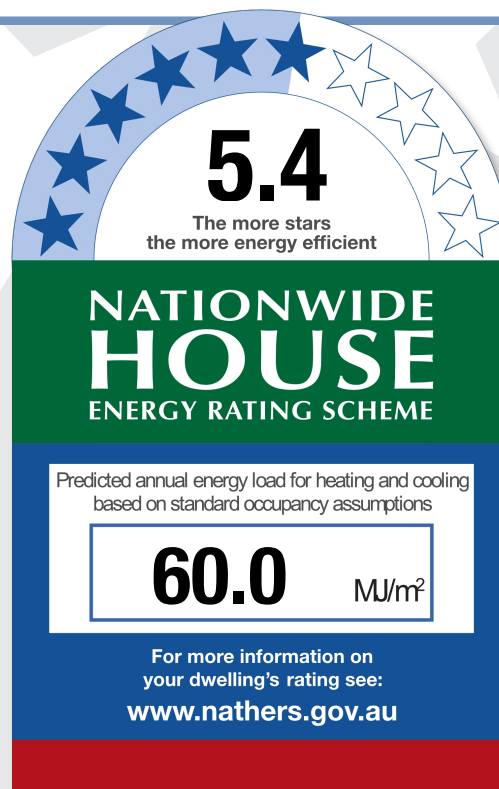 5.4
The more stars
the more energy efficient
NATIONWIDE
HOUSE
ENERGY RATING SCHEME
Predicted annual energy load for heating and cooling
based on standard occupancy assumptions
60.0 MJ/m²
For more information on
your dwelling's rating see:
www.nathers.gov.au